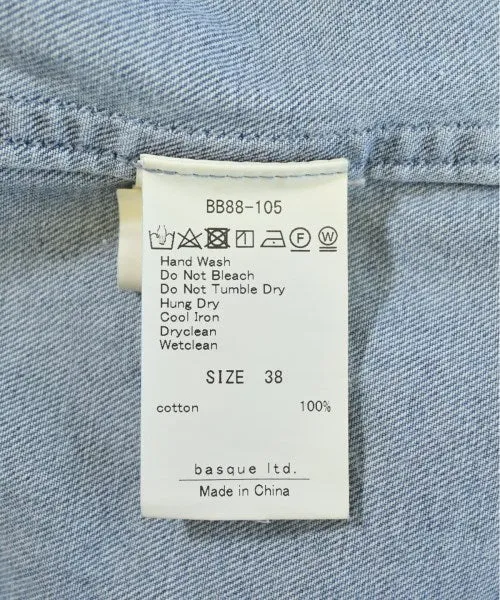 BB88-105
F W
Hand Wash
Do Not Bleach
Do Not Tumble Dry
Hung Dry
Cool Iron
Dryclean
Wetclean
SIZE 38
cotton 100%
basque ltd.
Made in China